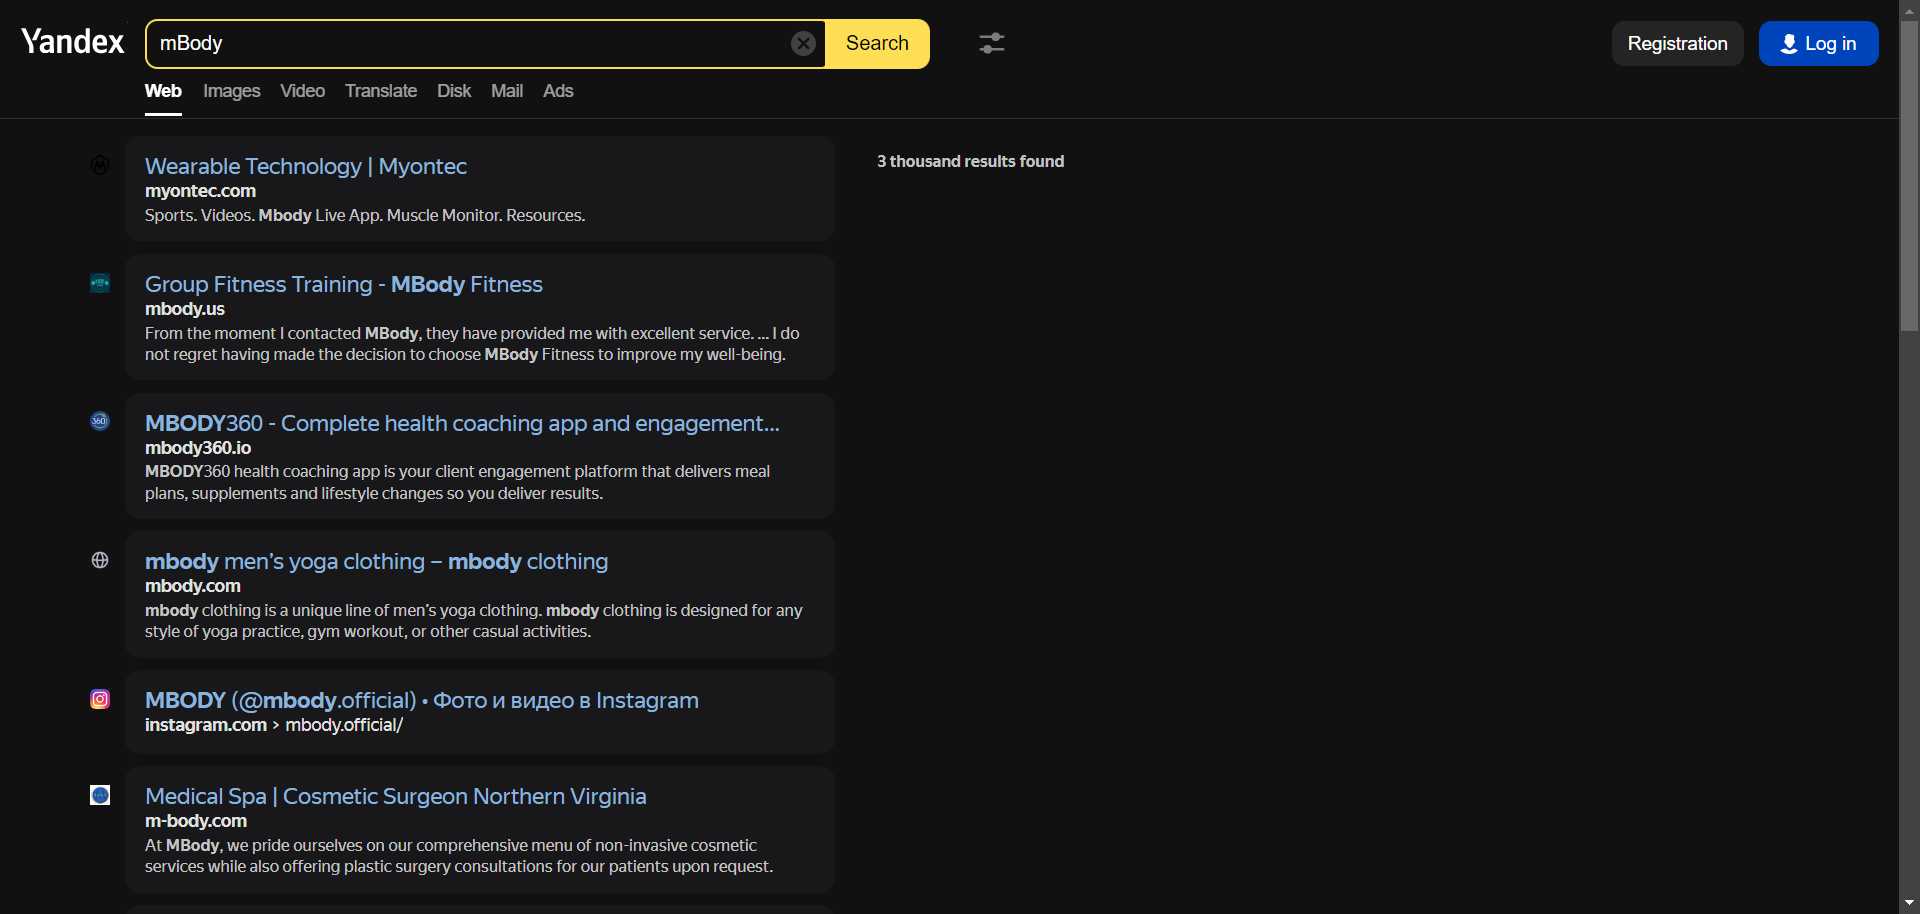 Yandex
mBody
Search
Registration
Log in
Web Images Video Translate Disk Mail Ads
Wearable Technology | Myontec
myontec.com
Sports. Videos. Mbody Live App. Muscle Monitor. Resources.
3 thousand results found
Group Fitness Training - MBody Fitness
mbody.us
From the moment I contacted MBody, they have provided me with excellent service. ... I do
not regret having made the decision to choose MBody Fitness to improve my well-being.
360
MBODY360 - Complete health coaching app and engagement...
mbody360.io
MBODY360 health coaching app is your client engagement platform that delivers meal
plans, supplements and lifestyle changes so you deliver results.
mbody men’s yoga clothing – mbody clothing
mbody.com
mbody clothing is a unique line of men’s yoga clothing. mbody clothing is designed for any
style of yoga practice, gym workout, or other casual activities.
MBODY (@mbody.official) • Фото и видео в Instagram
instagram.com › mbody.official/
Medical Spa | Cosmetic Surgeon Northern Virginia
m-body.com
At MBody, we pride ourselves on our comprehensive menu of non-invasive cosmetic
services while also offering plastic surgery consultations for our patients upon request.